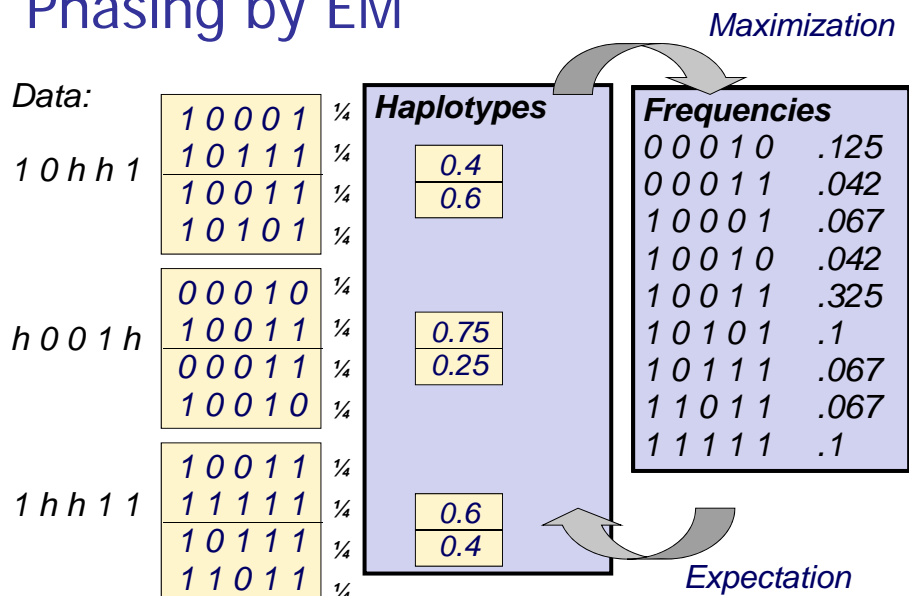 Phasing by EM
Maximization
Data:
1 0 h h 1
1 0 0 0 1 ¼
1 0 1 1 1 ¼
1 0 0 1 1 ¼
1 0 1 0 1 ¼
h 0 0 1 h
0 0 0 1 0 ¼
1 0 0 1 1 ¼
0 0 0 1 1 ¼
1 0 0 1 0 ¼
1 h h 1 1
1 0 0 1 1 ¼
1 1 1 1 1 ¼
1 0 1 1 1 ¼
1 1 0 1 1 ¼
Haplotypes
0.4
0.6
0.75
0.25
0.6
0.4
Frequencies
0 0 0 1 0 .125
0 0 0 1 1 .042
1 0 0 0 1 .067
1 0 0 1 0 .042
1 0 0 1 1 .325
1 0 1 0 1 .1
1 0 1 1 1 .067
1 1 0 1 1 .067
1 1 1 1 1 .1
Expectation